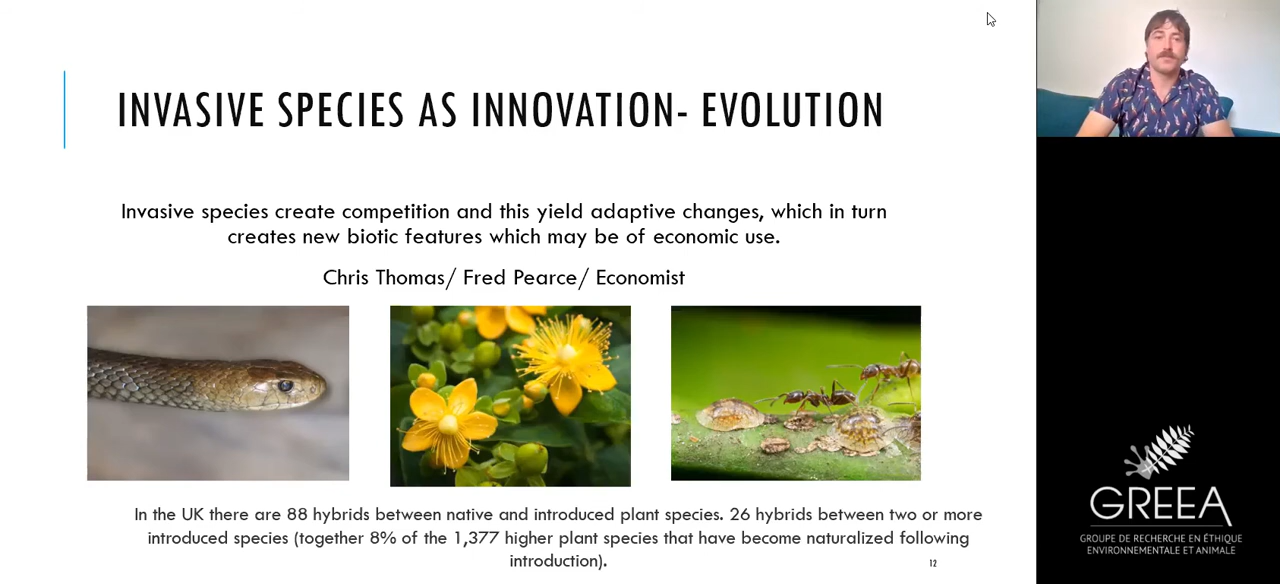 INVASIVE SPECIES AS INNOVATION- EVOLUTION
Invasive species create competition and this yield adaptive changes, which in turn
creates new biotic features which may be of economic use.
Chris Thomas/ Fred Pearce/ Economist
In the UK there are 88 hybrids between native and introduced plant species. 26 hybrids between two or more
introduced species (together 8% of the 1,377 higher plant species that have become naturalized following
introduction).
12
GREEA
GROUPE DE RECHERCHE EN ÉTHIQUE
ENVIRONNEMENTALE ET ANIMALE